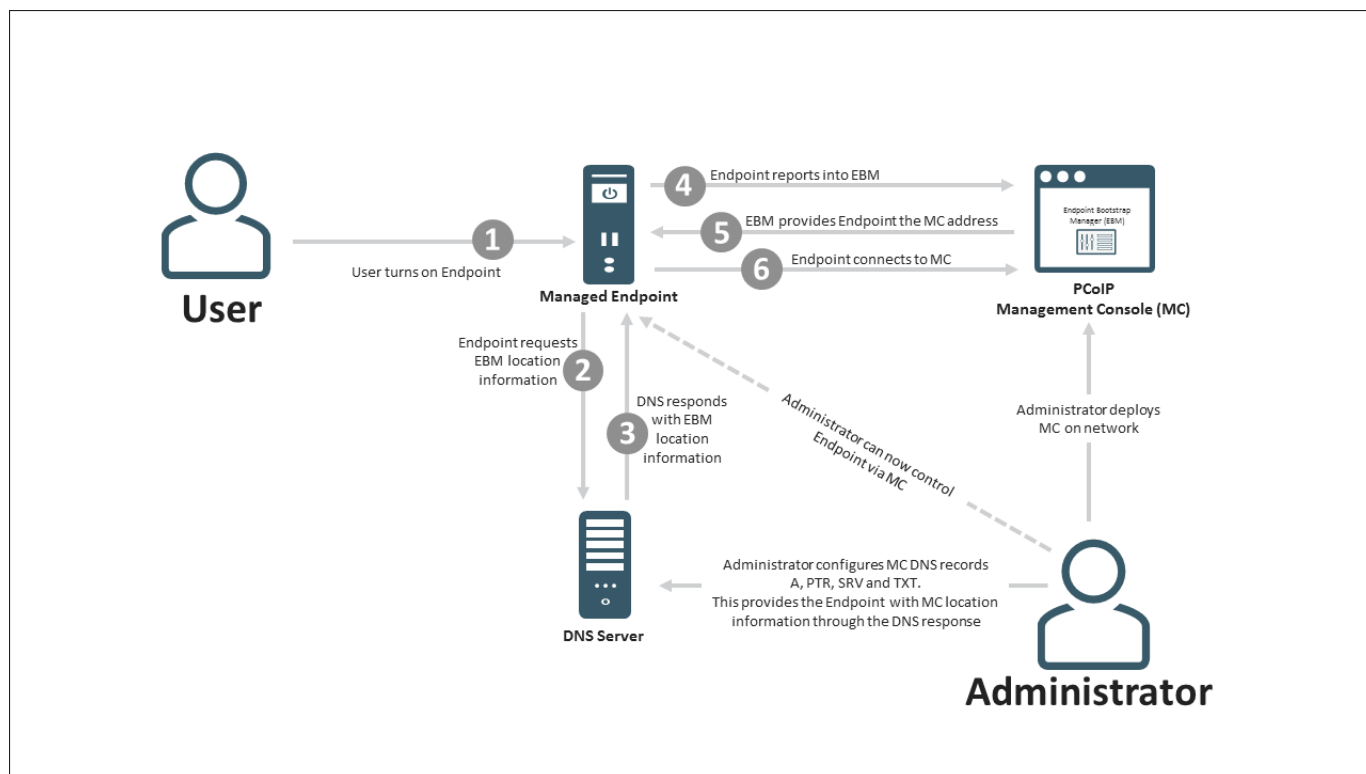 4
Endpoint reports into EBM
Endpoint Bootstrap
Manager (EBM)
1
5
EBM provides Endpoint the MC address
User turns on Endpoint
6
Endpoint connects to MC
User
Managed Endpoint
PCoIP
Management Console (MC)
Endpoint requests
EBM location
information
2
DNS responds
with EBM
location
information
3
Administrator can now control
Endpoint via MC
Administrator deploys
MC on network
DNS Server
Administrator configures MC DNS records
A, PTR, SRV and TXT.
This provides the Endpoint with MC location
information through the DNS response
Administrator